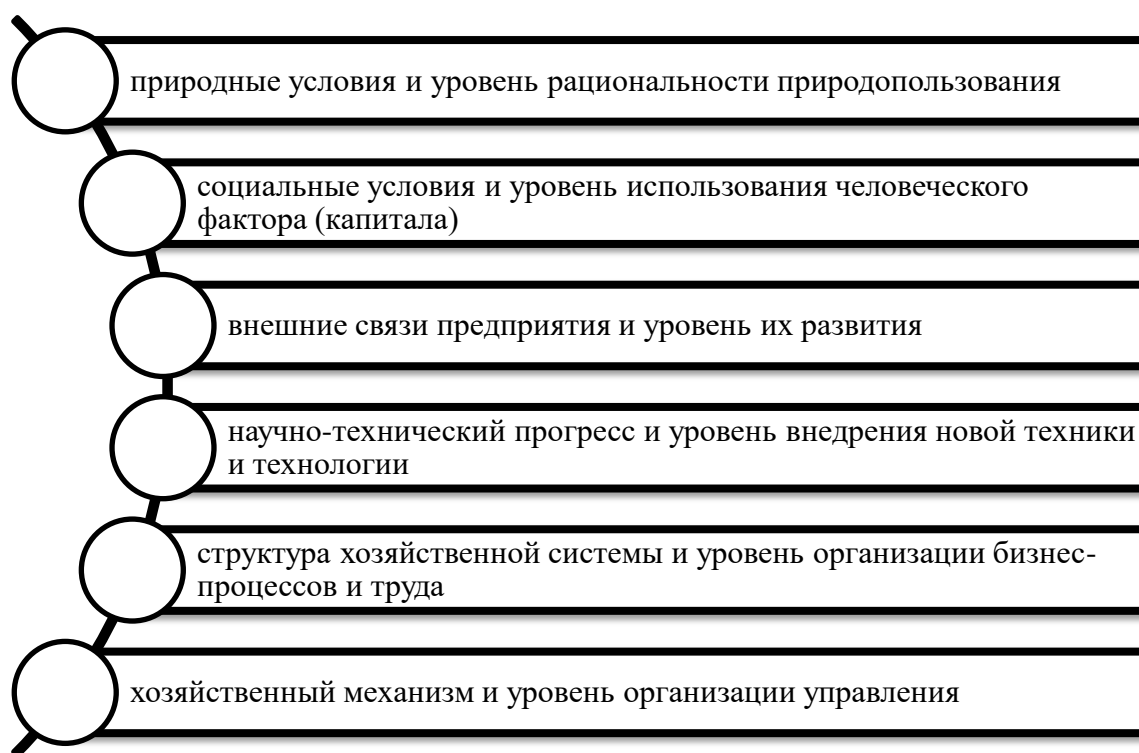 природные условия и уровень рациональности природопользования
социальные условия и уровень использования человеческого
фактора (капитала)
внешние связи предприятия и уровень их развития
научно-технический прогресс и уровень внедрения новой техники
и технологии
структура хозяйственной системы и уровень организации бизнес-
процессов и труда
хозяйственный механизм и уровень организации управления